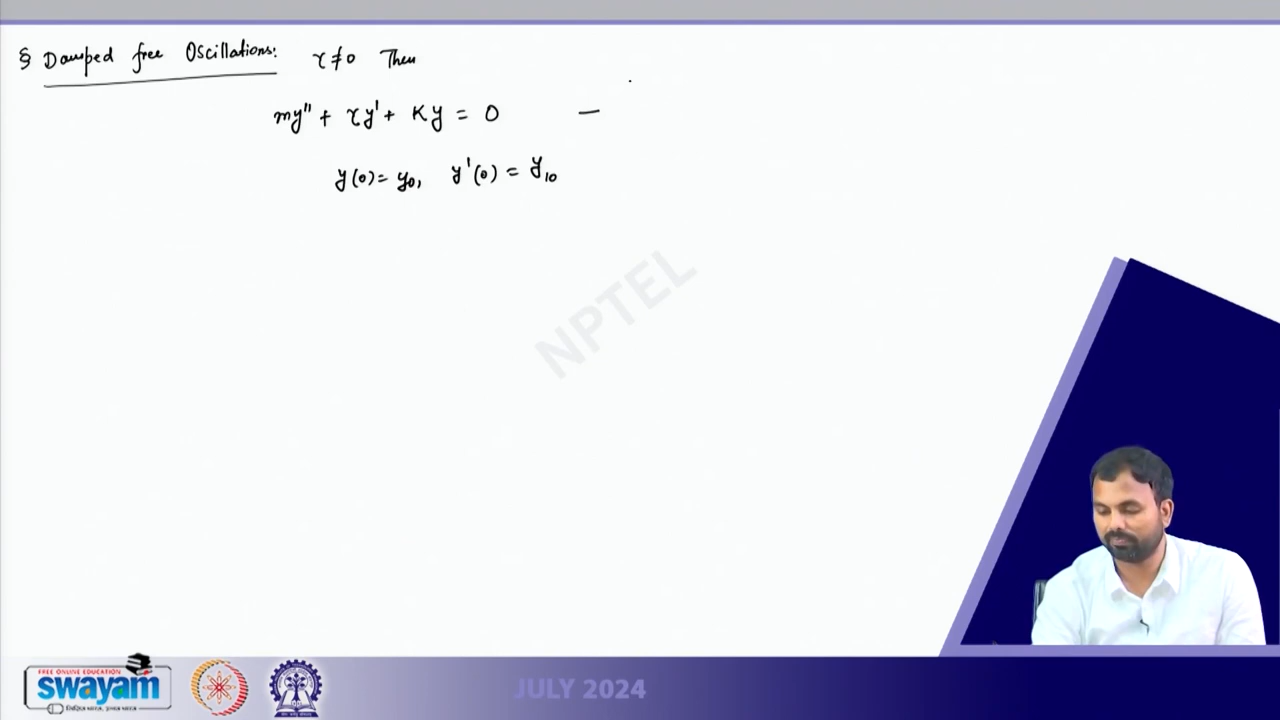 § Damped free Oscillations: τ ≠ 0 Then
my'' + τy' + Ky = 0 —
y(0) = y0, y'(0) = y10
NPTEL
FREE ONLINE EDUCATION
swayam
JULY 2024